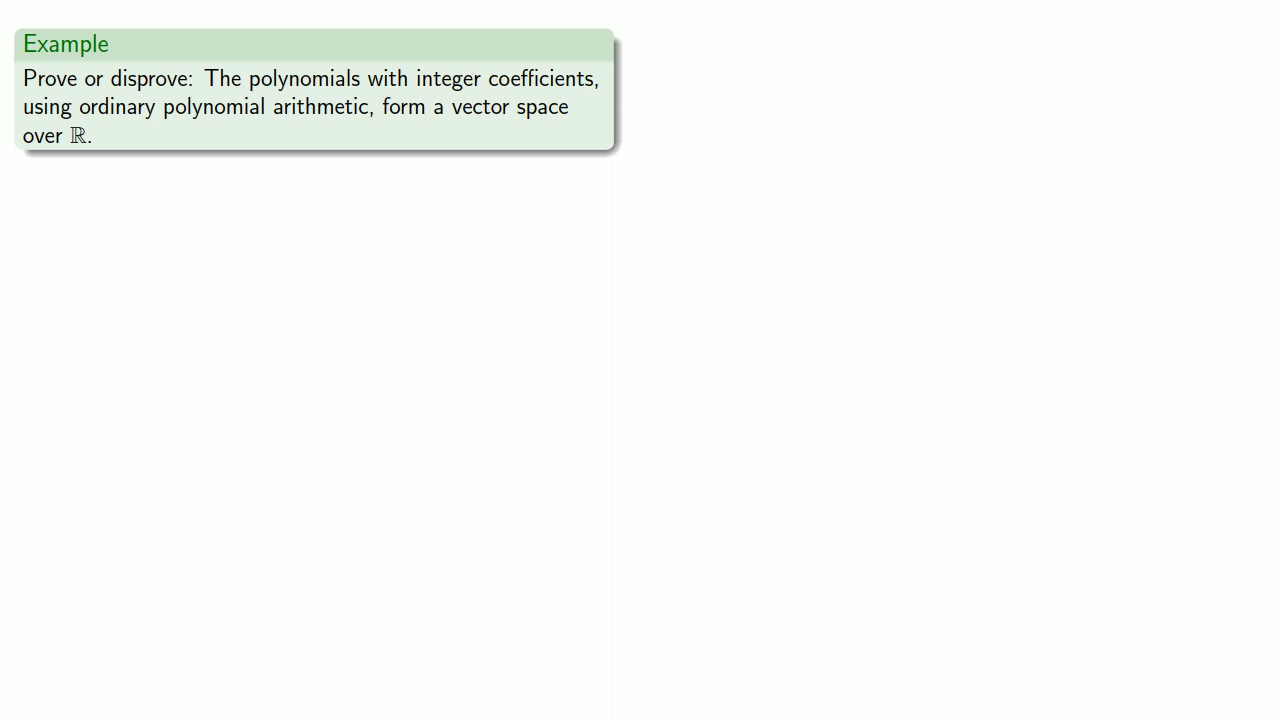 Example
Prove or disprove: The polynomials with integer coefficients,
using ordinary polynomial arithmetic, form a vector space
over ℝ.